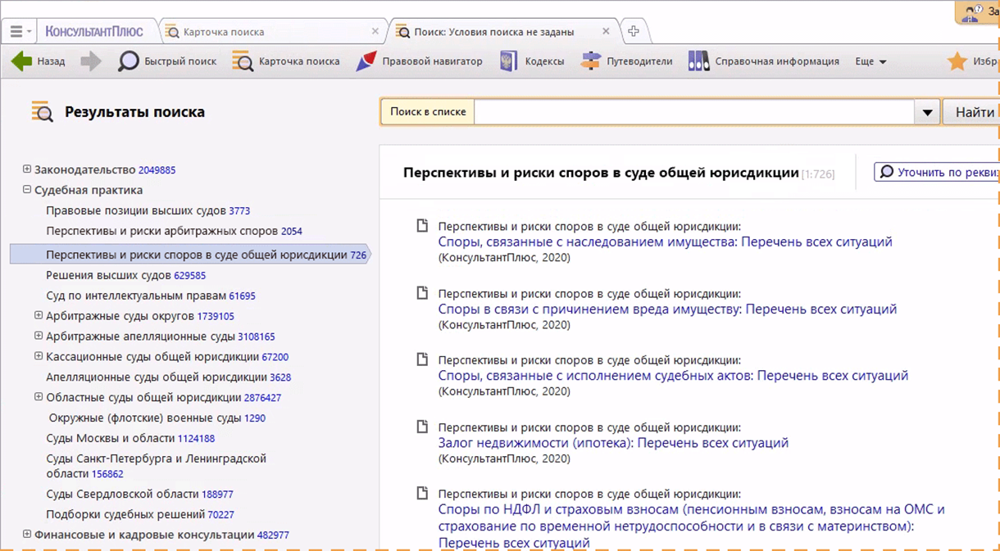 За
КонсультантПлюс
Карточка поиска
Поиск: Условия поиска не заданы
Назад
Быстрый поиск
Карточка поиска
Правовой навигатор
Кодексы
Путеводители
Справочная информация
Еще
Избр
Результаты поиска
Поиск в списке
Найти
Законодательство 2049885
Судебная практика
Правовые позиции высших судов 3773
Перспективы и риски арбитражных споров 2054
Перспективы и риски споров в суде общей юрисдикции 726
Решения высших судов 629585
Суд по интеллектуальным правам 61695
Арбитражные суды округов 1739105
Арбитражные апелляционные суды 3108165
Кассационные суды общей юрисдикции 67200
Апелляционные суды общей юрисдикции 3628
Областные суды общей юрисдикции 2876427
Окружные (флотские) военные суды 1290
Суды Москвы и области 1124188
Суды Санкт-Петербурга и Ленинградской
области 156862
Суды Свердловской области 188977
Подборки судебных решений 70227
Финансовые и кадровые консультации 482977
Перспективы и риски споров в суде общей юрисдикции [1:726]
Уточнить по рекви
Перспективы и риски споров в суде общей юрисдикции:
Споры, связанные с наследованием имущества: Перечень всех ситуаций
(КонсультантПлюс, 2020)
Перспективы и риски споров в суде общей юрисдикции:
Споры в связи с причинением вреда имуществу: Перечень всех ситуаций
(КонсультантПлюс, 2020)
Перспективы и риски споров в суде общей юрисдикции:
Споры, связанные с исполнением судебных актов: Перечень всех ситуаций
(КонсультантПлюс, 2020)
Перспективы и риски споров в суде общей юрисдикции:
Залог недвижимости (ипотека): Перечень всех ситуаций
(КонсультантПлюс, 2020)
Перспективы и риски споров в суде общей юрисдикции:
Споры по НДФЛ и страховым взносам (пенсионным взносам, взносам на ОМС и
страхование по временной нетрудоспособности и в связи с материнством):
Перечень всех ситуаций